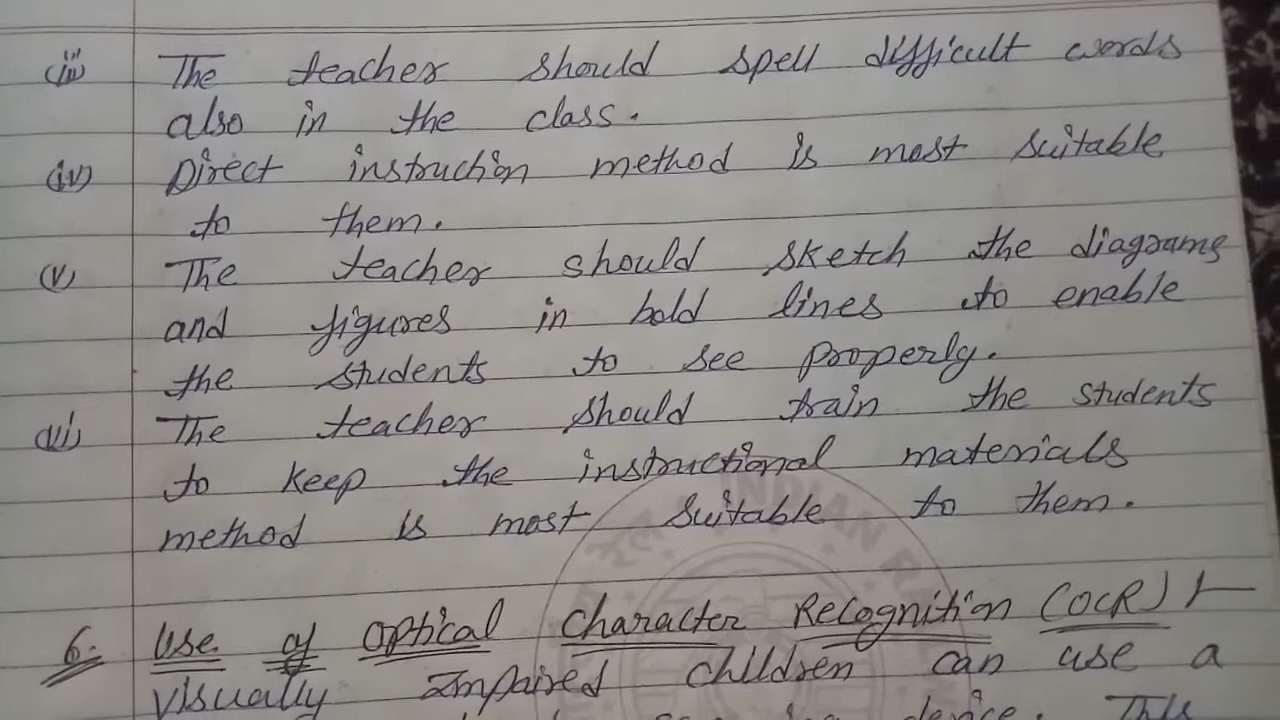 (iii) The teacher should spell difficult words
also in the class.
(iv) Direct instruction method is most suitable
to them.
(v) The teacher should sketch the diagrams
and figures in bold lines to enable
the students to see properly.
(vi) The teacher should train the students
to keep the instructional materials
method is most suitable to them.
6. Use of Optical Character Recognition (OCR) :-
visually Impaired children can use a
device. This